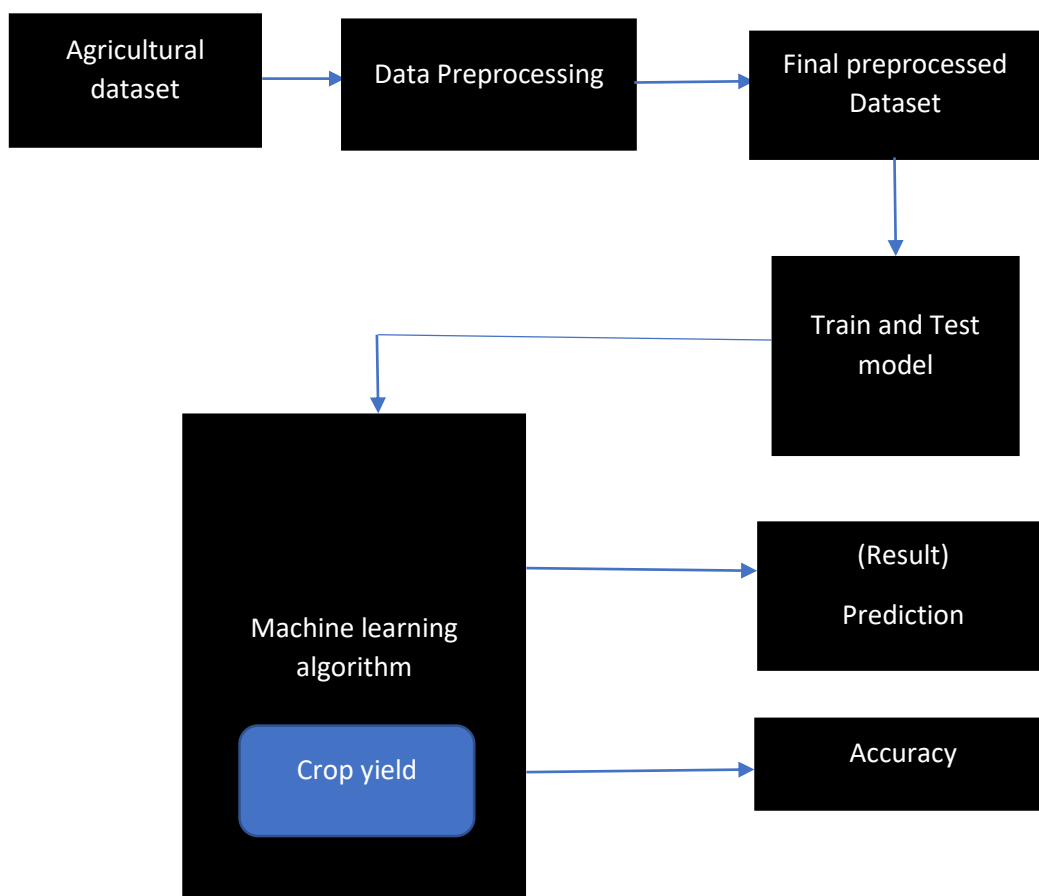 Agricultural
dataset
Data Preprocessing
Final preprocessed
Dataset
Train and Test
model
Machine learning
algorithm
Crop yield
(Result)
Prediction
Accuracy